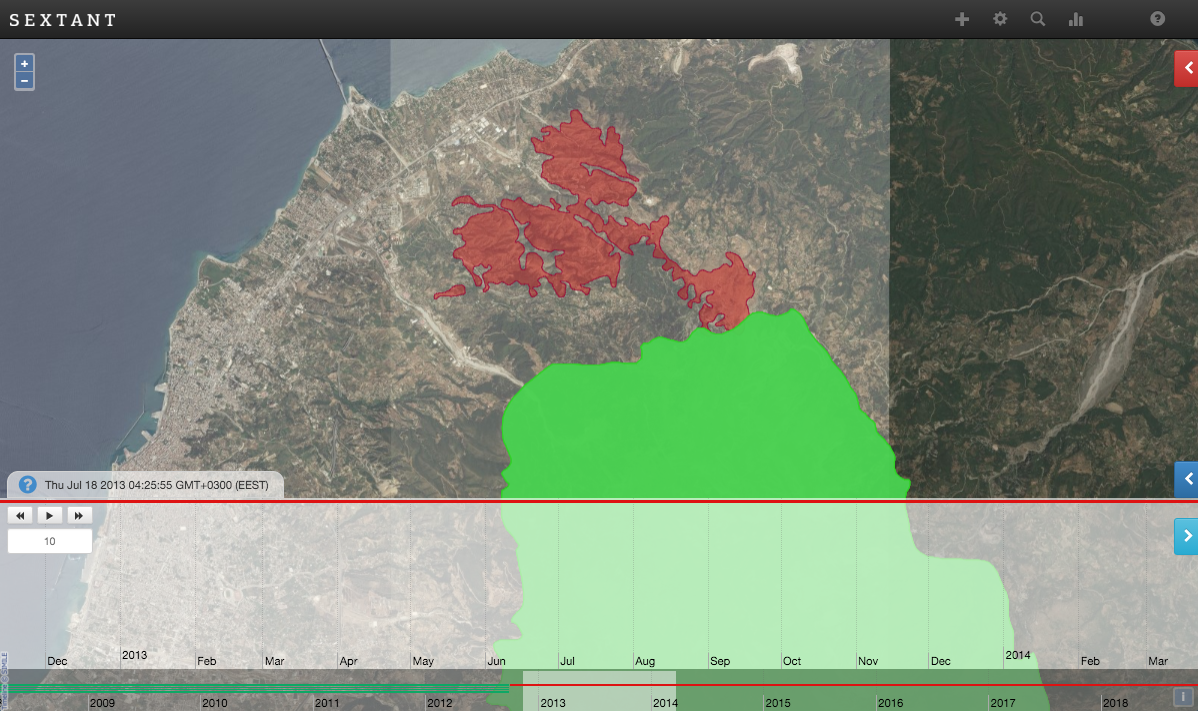 SEXTANT
+
−
Thu Jul 18 2013 04:25:55 GMT+0300 (EEST)
10
Dec 2013 Feb Mar Apr May Jun Jul Aug Sep Oct Nov Dec 2014 Feb Mar
2009 2010 2011 2012 2013 2014 2015 2016 2017 2018